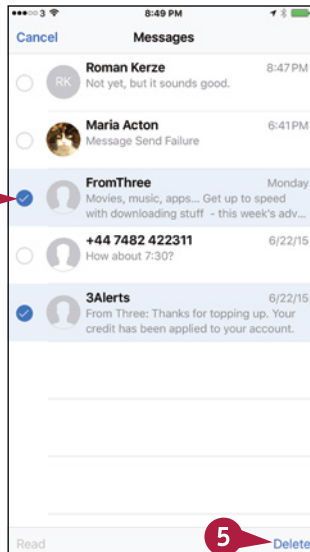 3 8:49 PM
Cancel Messages
Roman Kerze 8:47 PM
RK
Not yet, but it sounds good.
Maria Acton 6:41 PM
Message Send Failure
FromThree Monday
Movies, music, apps... Get up to speed
with downloading stuff - this week's adv...
+44 7482 422311 6/22/15
How about 7:30?
3Alerts 6/22/15
From Three: Thanks for topping up. Your
credit has been applied to your account.
Read 5 Delete